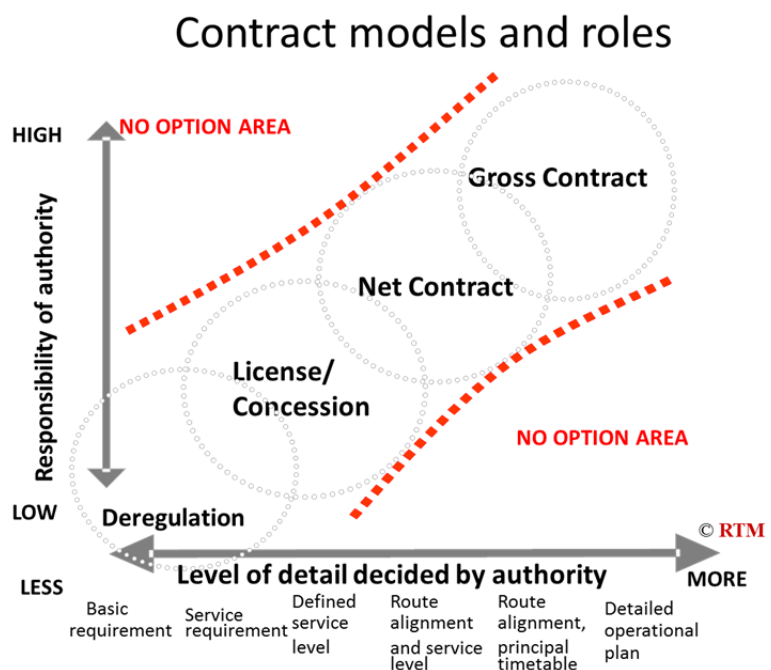 Contract models and roles
HIGH
NO OPTION AREA
Gross Contract
Responsibility of authority
Net Contract
License/
Concession
NO OPTION AREA
LOW
Deregulation
© RTM
LESS
Level of detail decided by authority
MORE
Basic
requirement
Service
requirement
Defined
service
level
Route
alignment
and service
level
Route
alignment,
principal
timetable
Detailed
operational
plan